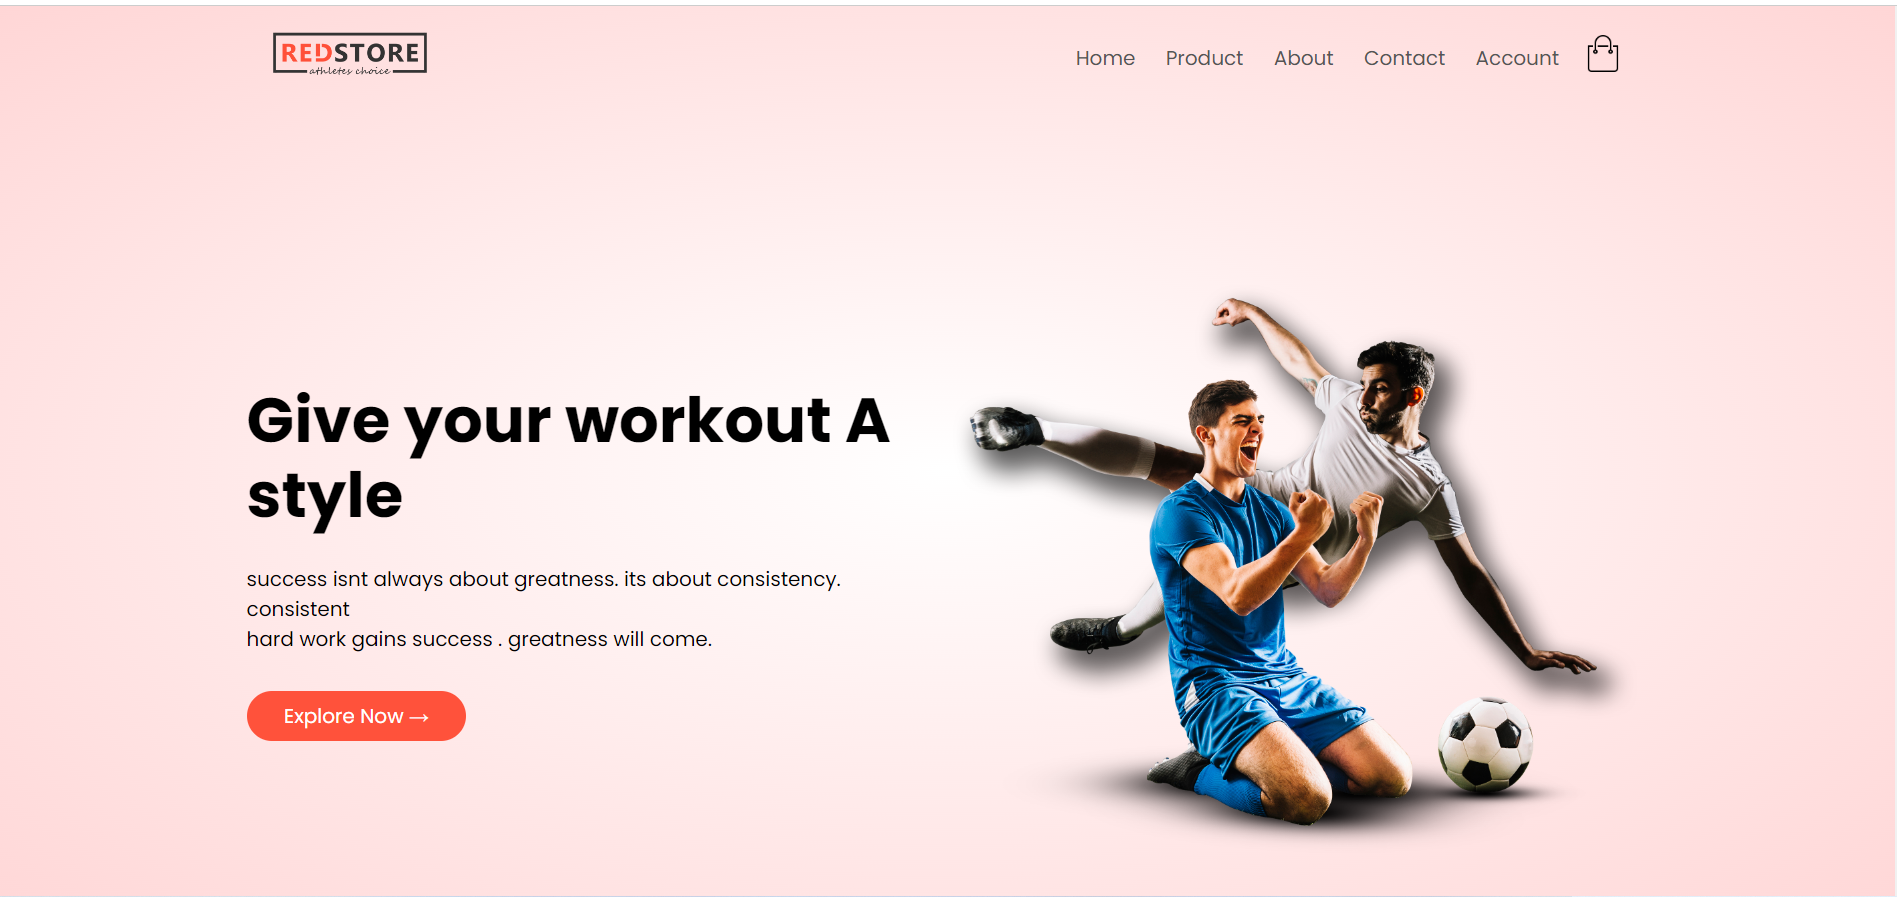 REDSTORE
athletes choice
Home Product About Contact Account
Give your workout A
style
success isnt always about greatness. its about consistency.
consistent
hard work gains success . greatness will come.
Explore Now →